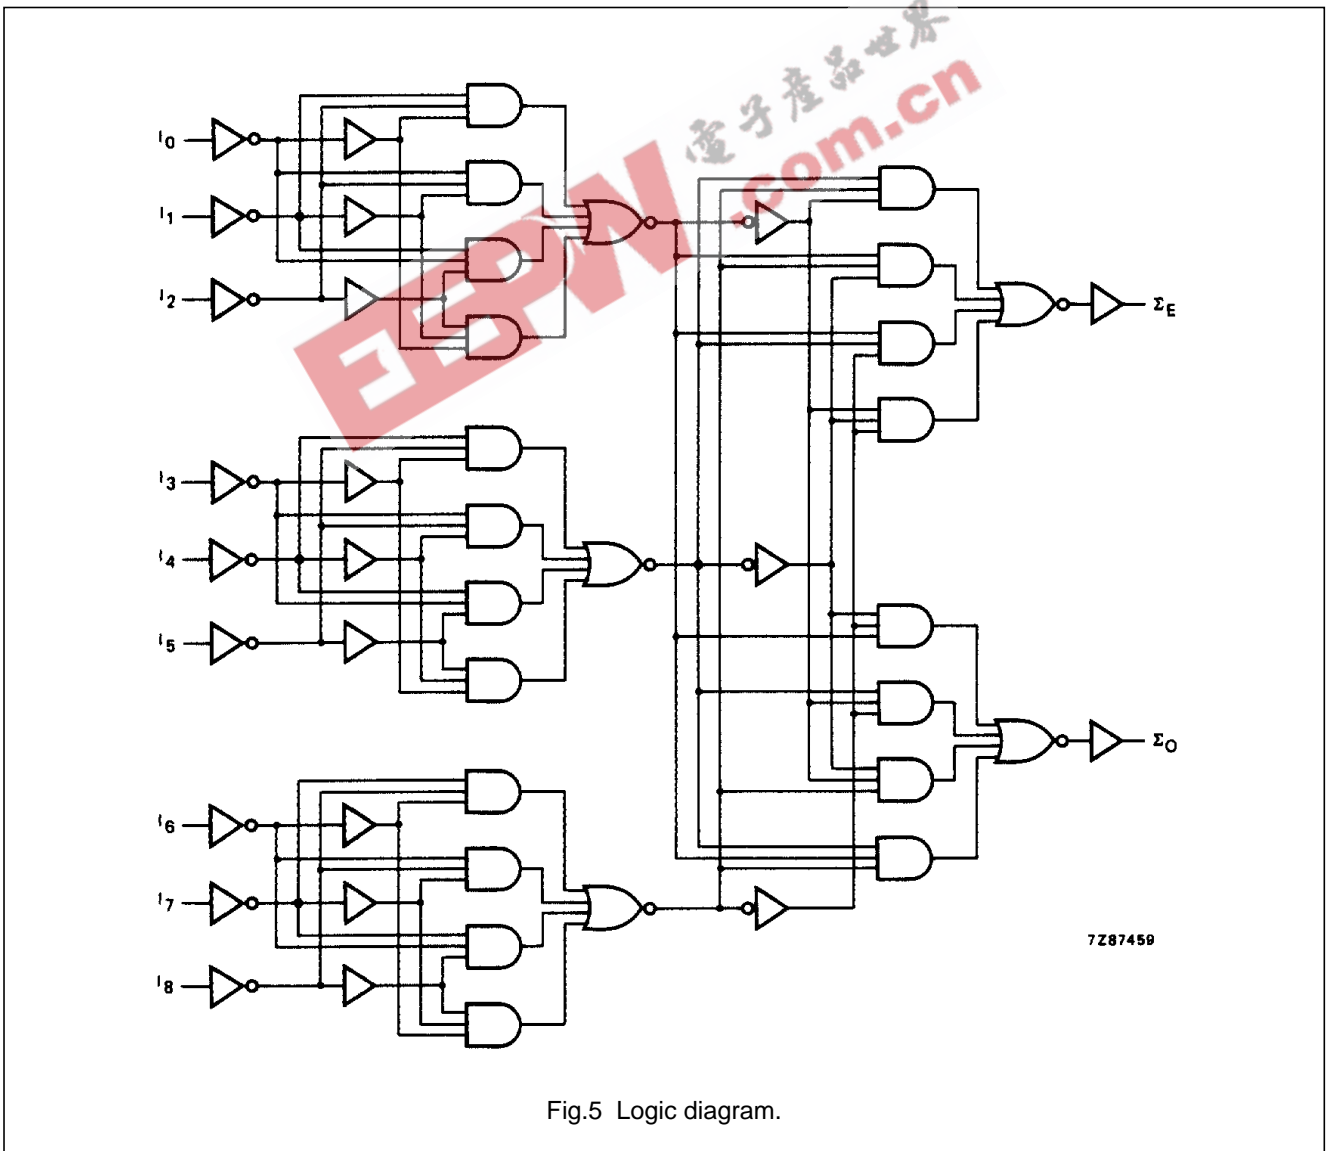 電子產品世界
EEPW
.com.cn
I0
I1
I2
ΣE
I3
I4
I5
ΣO
I6
I7
7Z87459
I8
Fig.5 Logic diagram.